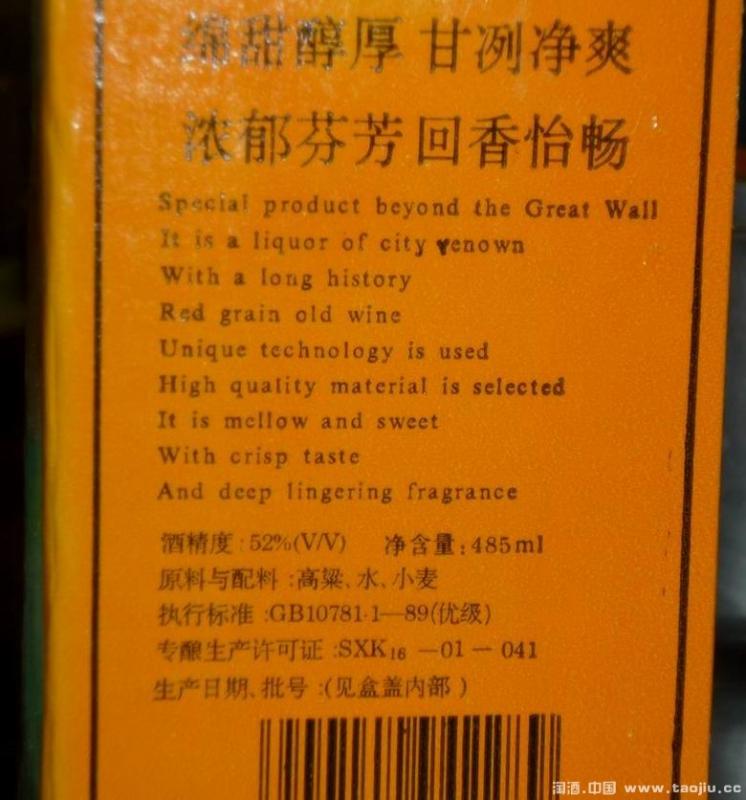 绵甜醇厚 甘冽净爽
浓郁芬芳回香怡畅
Special product beyond the Great Wall
It is a liquor of city renown
With a long history
Red grain old wine
Unique technology is used
High quality material is selected
It is mellow and sweet
With crisp taste
And deep lingering fragrance
酒精度:52%(V/V) 净含量:485ml
原料与配料:高粱、水、小麦
执行标准:GB10781·1—89(优级)
专酿生产许可证:SXK16—01—041
生产日期、批号:(见盒盖内部)
淘酒.中国 www.taojiu.cc